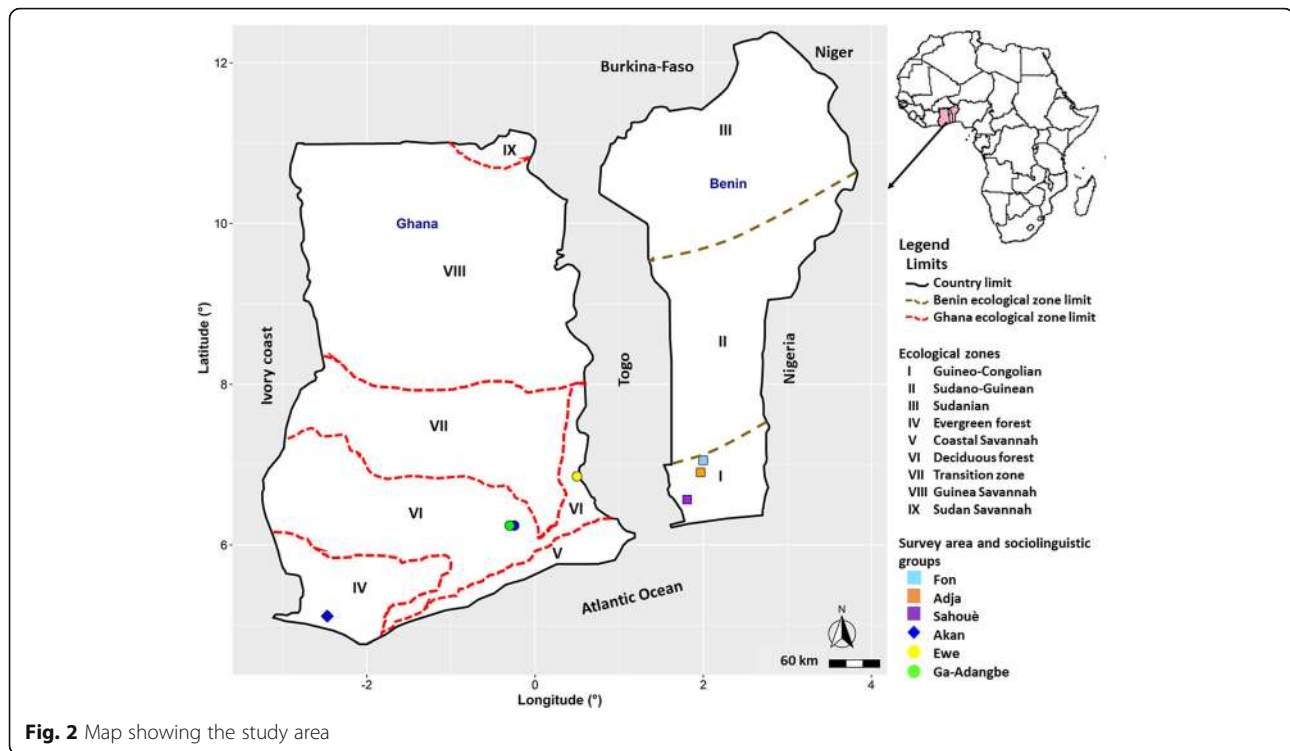 12
10
8
6
Latitude (°)
-2
0
2
4
Longitude (°)
Burkina-Faso
Niger
III
IX
Benin
Ghana
VIII
Ivory coast
Togo
II
Nigeria
VII
I
VI
VI
V
IV
Atlantic Ocean
N
60 km
Legend
Limits
Country limit
Benin ecological zone limit
Ghana ecological zone limit
Ecological zones
I Guineo-Congolian
II Sudano-Guinean
III Sudanian
IV Evergreen forest
V Coastal Savannah
VI Deciduous forest
VII Transition zone
VIII Guinea Savannah
IX Sudan Savannah
Survey area and sociolinguistic
groups
Fon
Adja
Sahouè
Akan
Ewe
Ga-Adangbe
Fig. 2 Map showing the study area